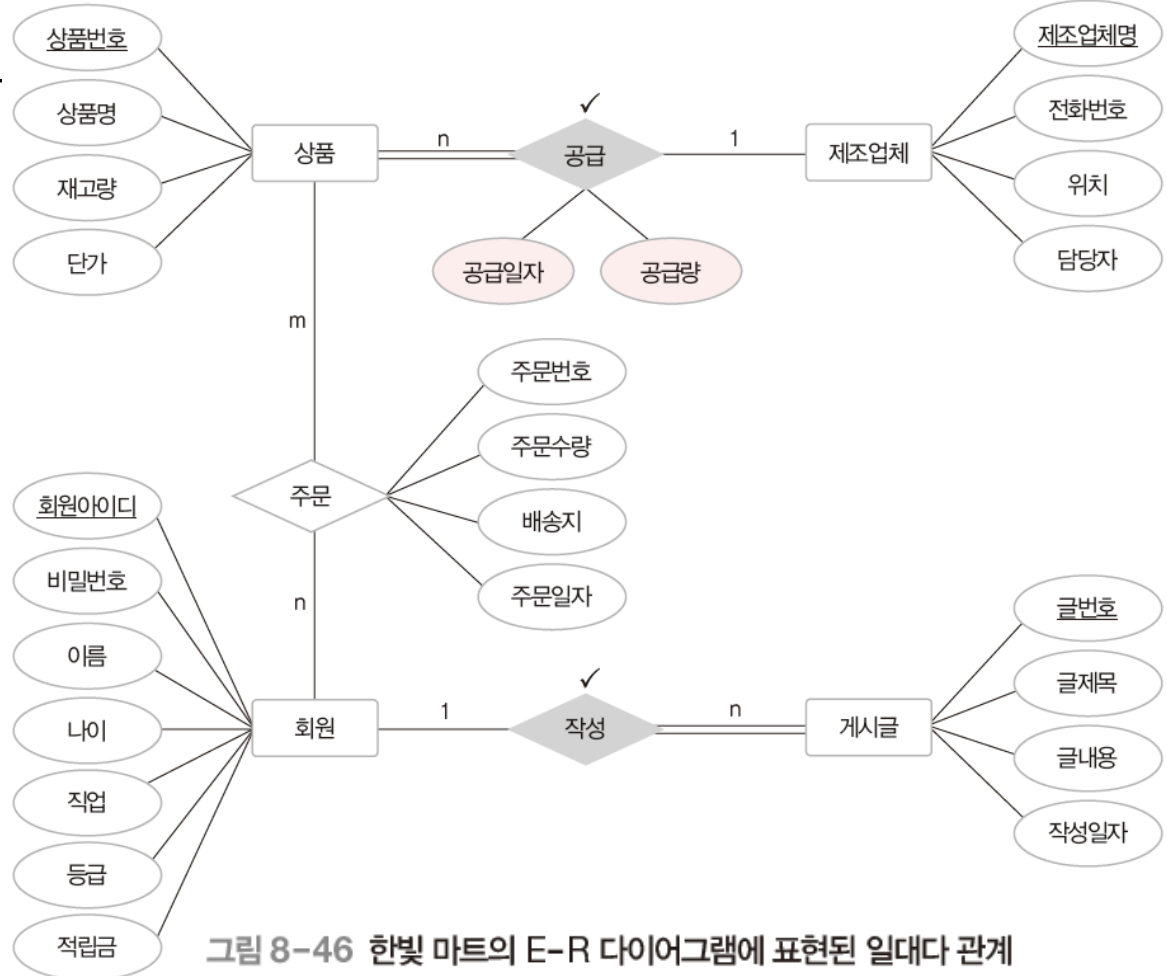 상품번호
상품명
재고량
단가
상품
n
✓
공급
1
제조업체
제조업체명
전화번호
위치
담당자
공급일자
공급량
m
주문번호
주문수량
배송지
주문일자
주문
n
회원아이디
비밀번호
이름
나이
직업
등급
적립금
회원
1
✓
작성
n
게시글
글번호
글제목
글내용
작성일자
그림 8-46 한빛 마트의 E-R 다이어그램에 표현된 일대다 관계